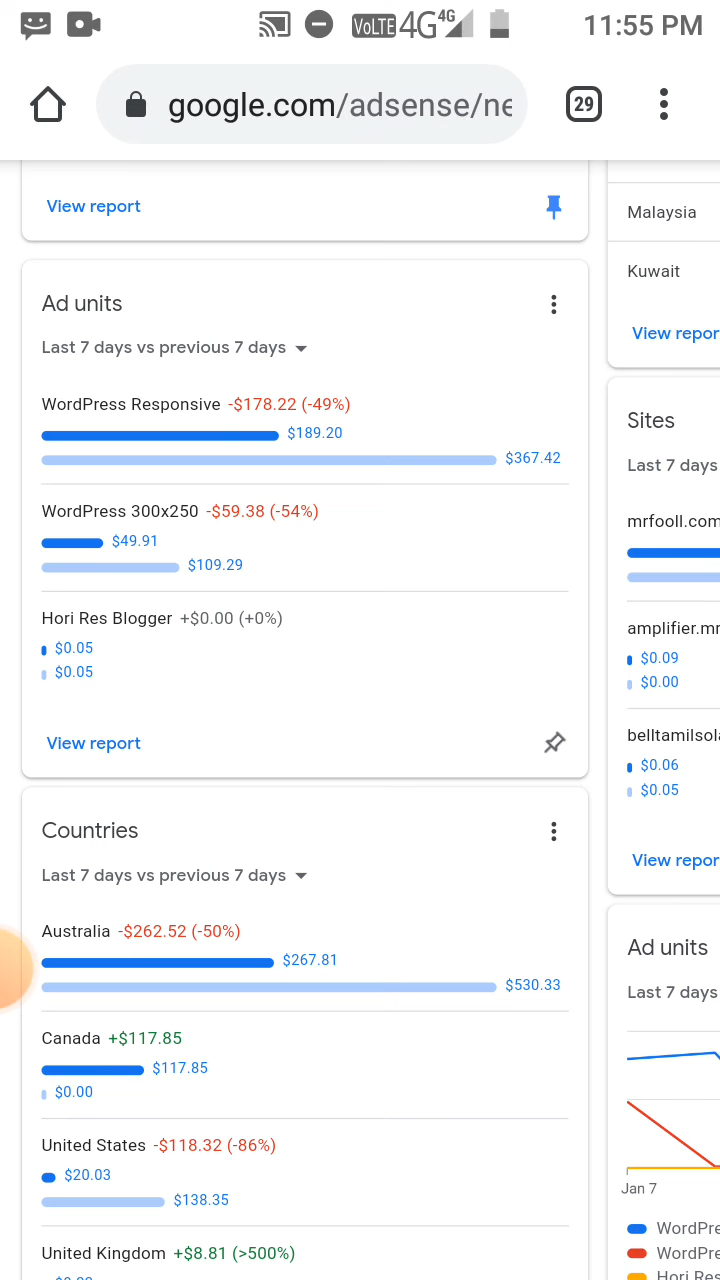 VoLTE 4G 4G 11:55 PM
google.com/adsense/ne
29
View report
Malaysia
Kuwait
View repor
Ad units
Last 7 days vs previous 7 days
WordPress Responsive -$178.22 (-49%)
$189.20
$367.42
WordPress 300x250 -$59.38 (-54%)
$49.91
$109.29
Hori Res Blogger +$0.00 (+0%)
$0.05
$0.05
View report
Sites
Last 7 days
mrfooll.com
amplifier.mr
$0.09
$0.00
belltamilsola
$0.06
$0.05
View repor
Countries
Last 7 days vs previous 7 days
Australia -$262.52 (-50%)
$267.81
$530.33
Canada +$117.85
$117.85
$0.00
United States -$118.32 (-86%)
$20.03
$138.35
United Kingdom +$8.81 (>500%)
Ad units
Last 7 days
Jan 7
WordPre
WordPre
Hori Res